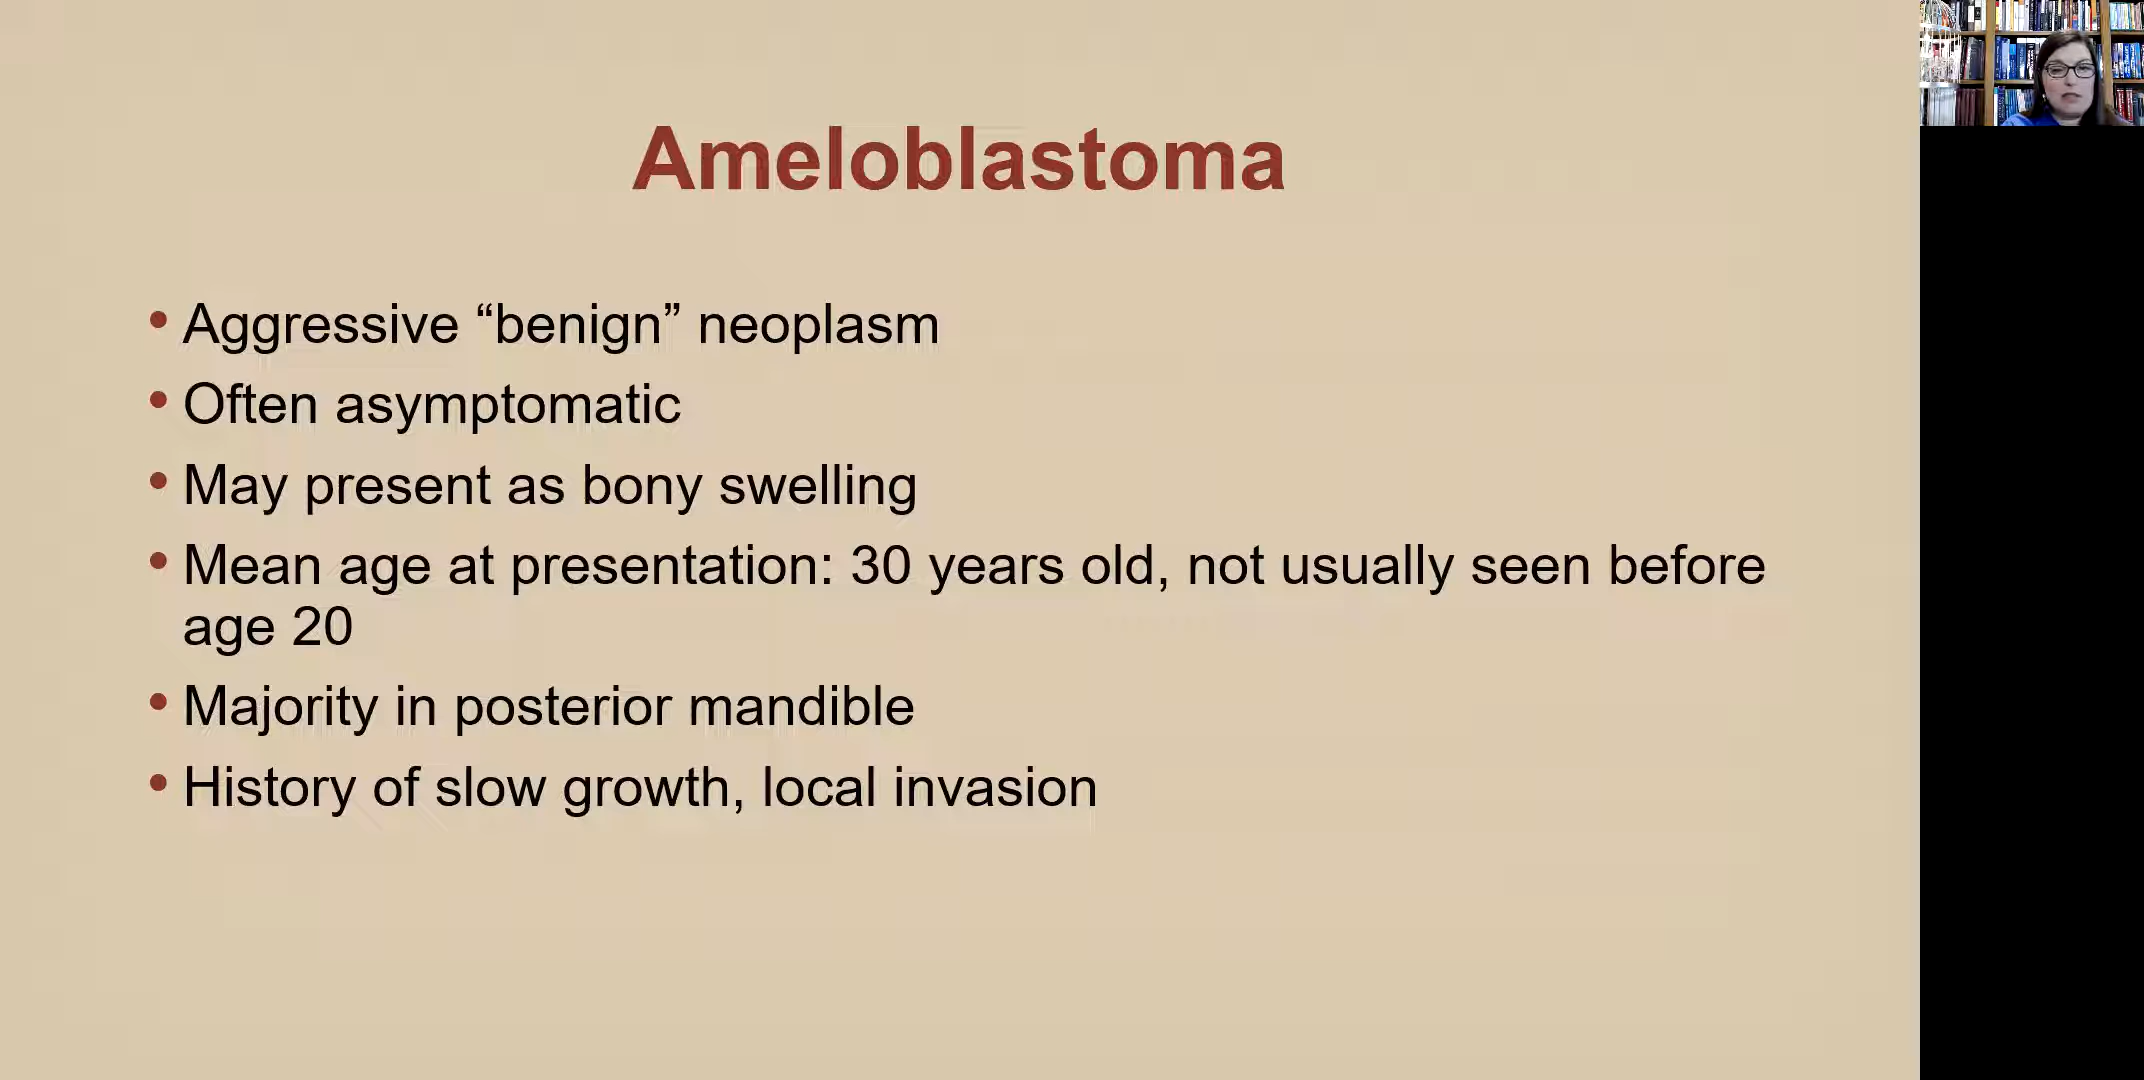 Ameloblastoma
• Aggressive “benign” neoplasm
• Often asymptomatic
• May present as bony swelling
• Mean age at presentation: 30 years old, not usually seen before
age 20
• Majority in posterior mandible
• History of slow growth, local invasion